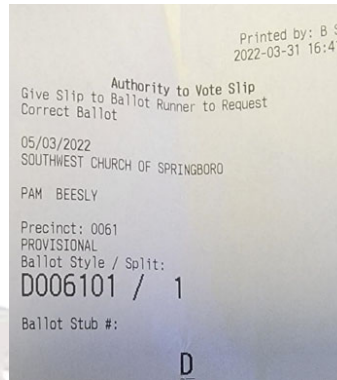 Printed by: B
2022-03-31 16:4
Authority to Vote Slip
Give Slip to Ballot Runner to Request
Correct Ballot
05/03/2022
SOUTHWEST CHURCH OF SPRINGBORO
PAM BEESLY
Precinct: 0061
PROVISIONAL
Ballot Style / Split:
D006101 / 1
Ballot Stub #:
D